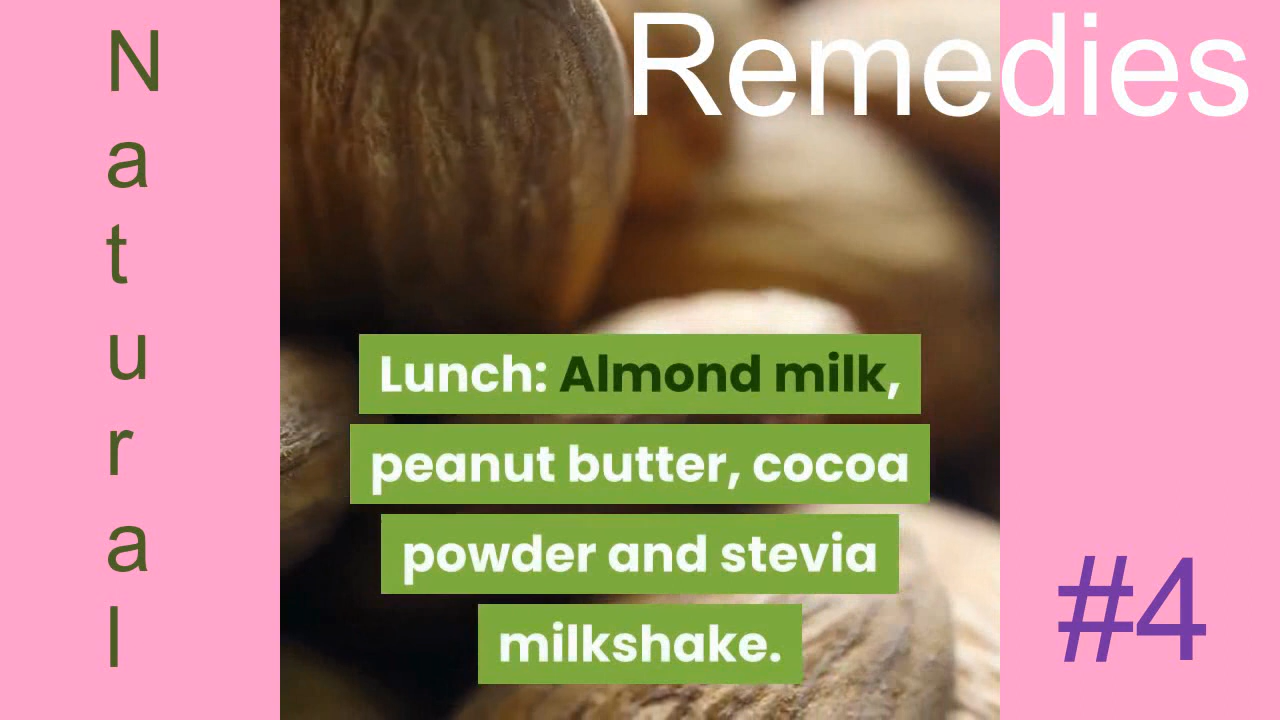 Natural
Remedies
Lunch: Almond milk,
peanut butter, cocoa
powder and stevia
milkshake.
#4